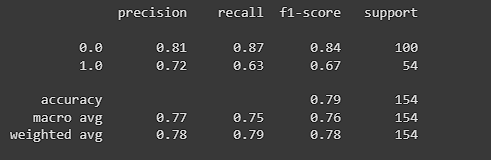 precision recall f1-score support
0.0 0.81 0.87 0.84 100
1.0 0.72 0.63 0.67 54
accuracy 0.79 154
macro avg 0.77 0.75 0.76 154
weighted avg 0.78 0.79 0.78 154